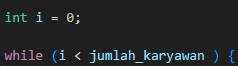 int i = 0;
while (i < jumlah_karyawan ) {